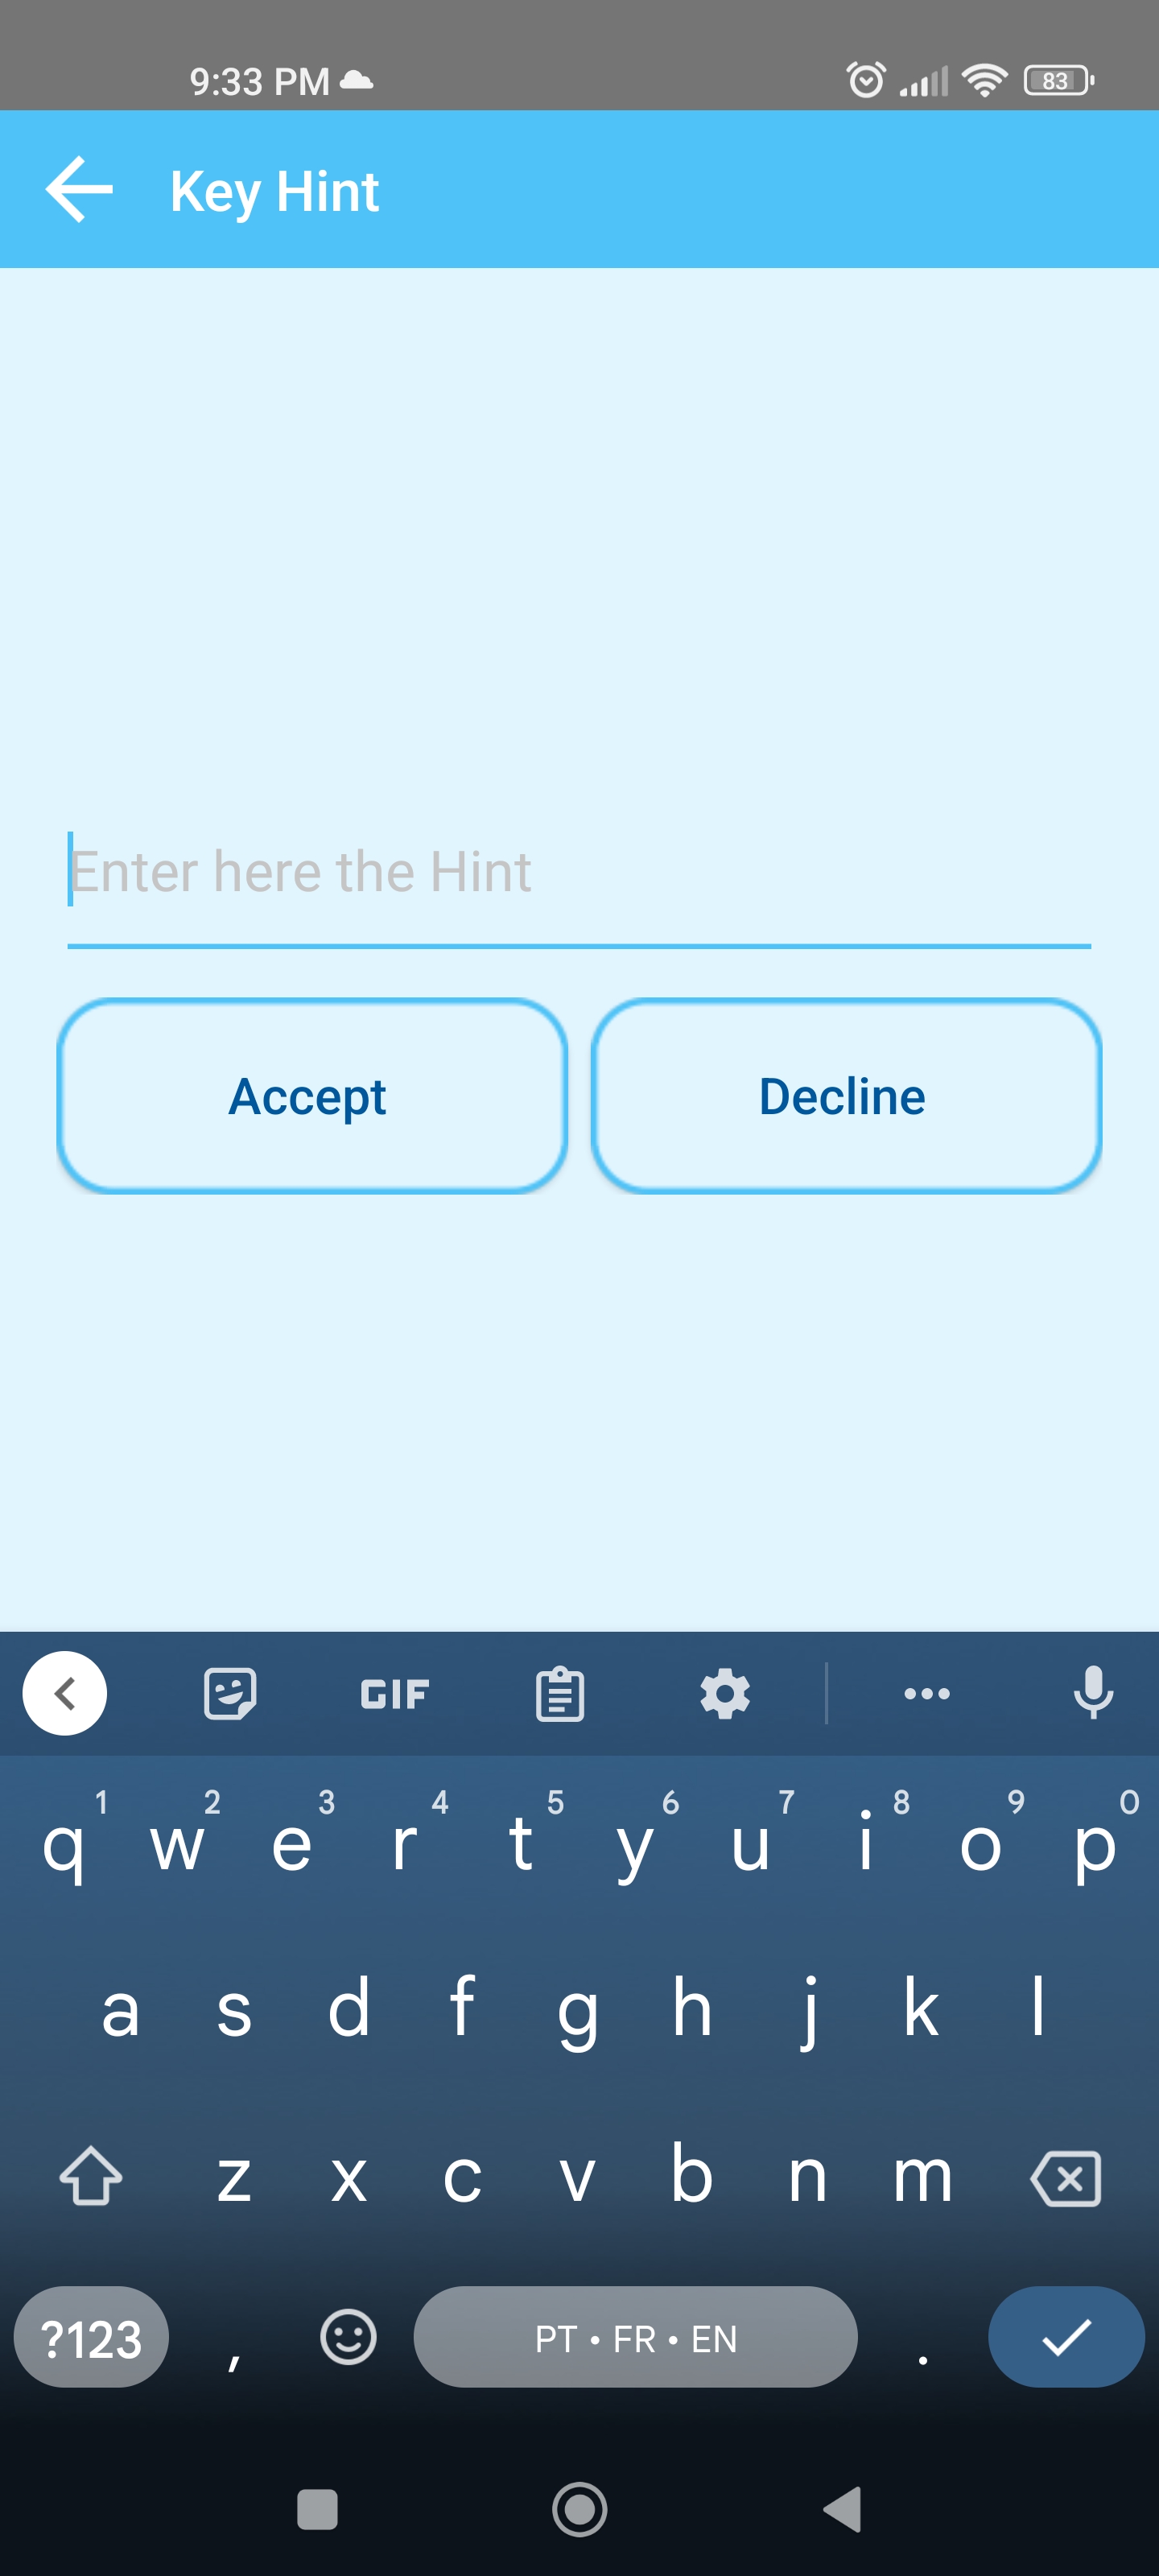 9:33 PM 83
Key Hint
Enter here the Hint
Accept Decline
GIF
1 2 3 4 5 6 7 8 9 0
q w e r t y u i o p
a s d f g h j k l
z x c v b n m
?123 , PT • FR • EN .